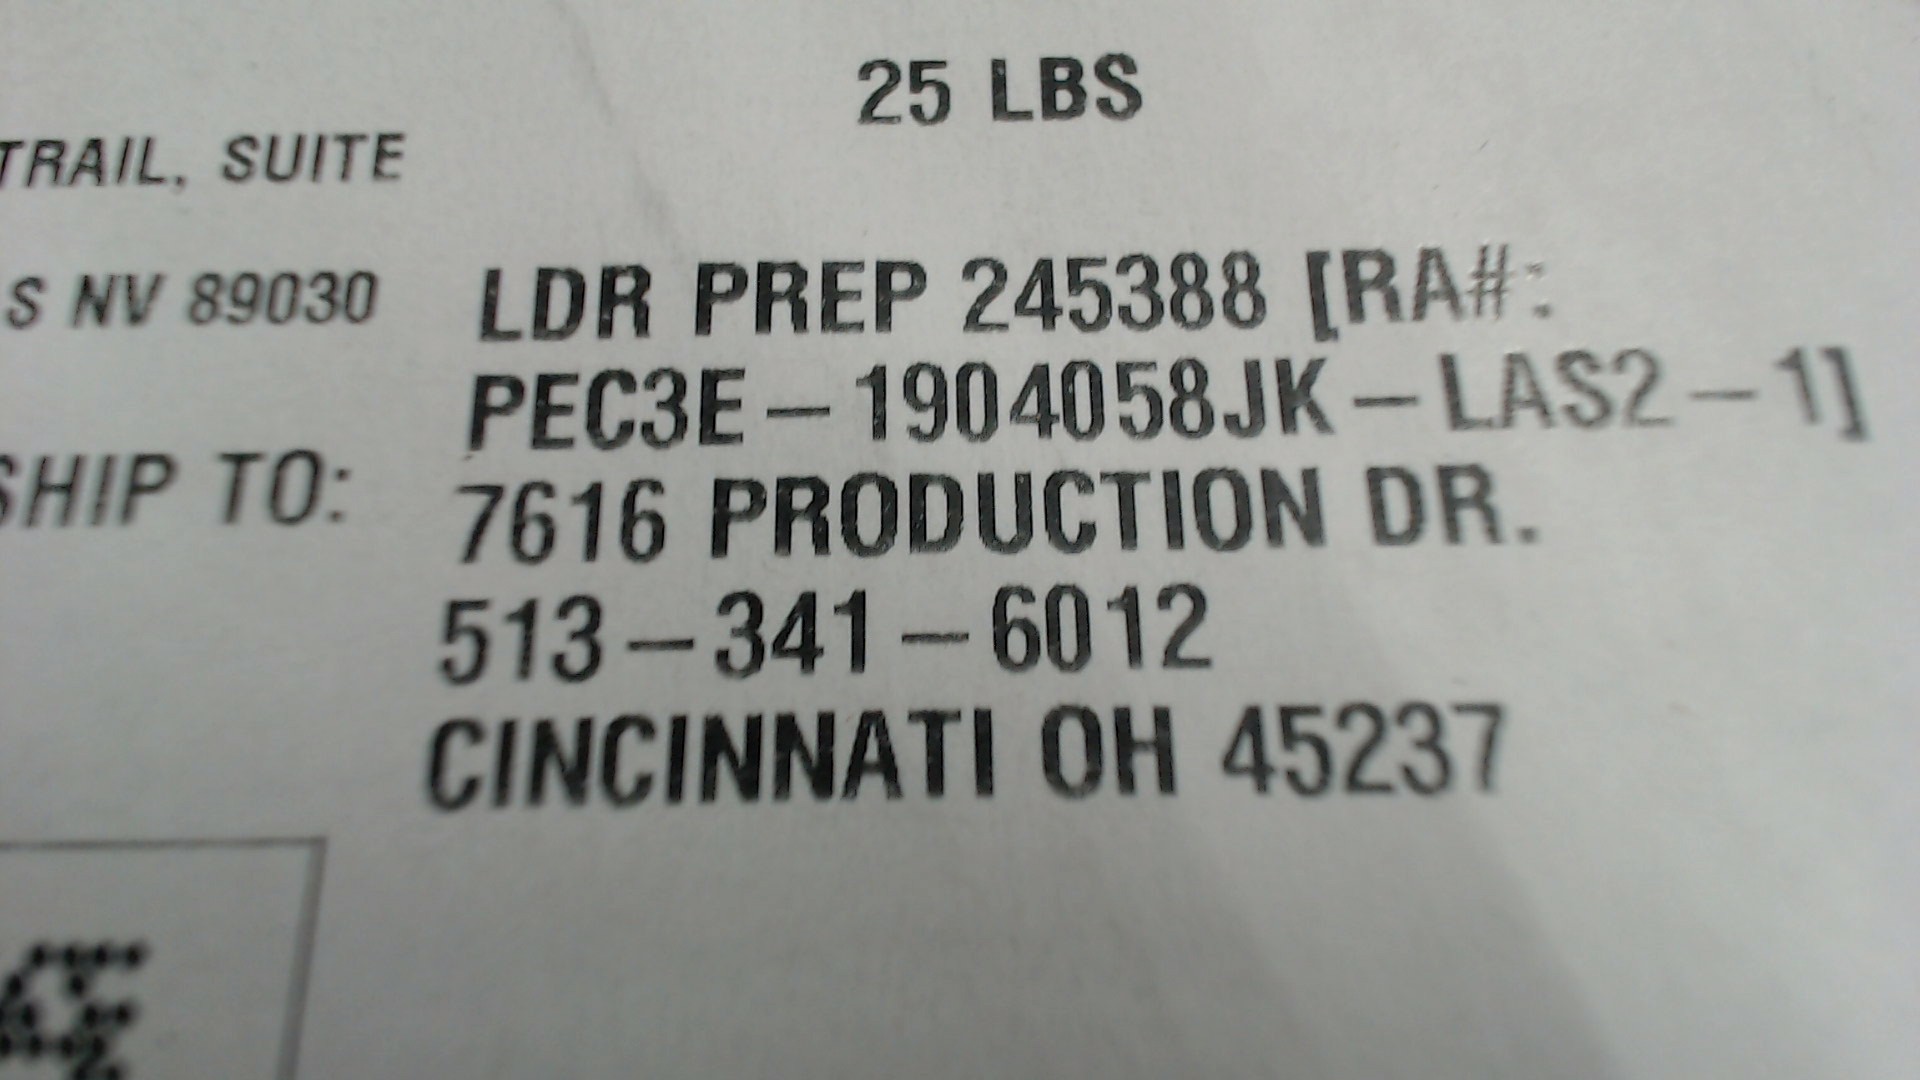 25 LBS
TRAIL, SUITE
S NV 89030
LDR PREP 245388 [RA#:
PEC3E-1904058JK-LAS2-1]
SHIP TO:
7616 PRODUCTION DR.
513-341-6012
CINCINNATI OH 45237